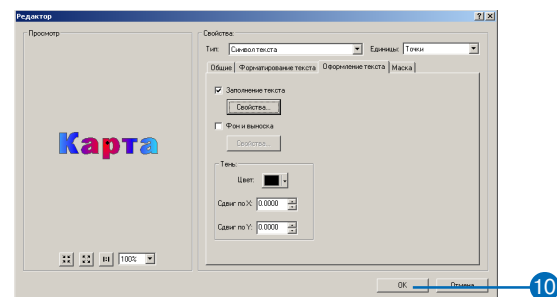 Редактор
Просмотр
Карта
100%
Свойства:
Тип: Символ текста
Единицы: Точки
Общие
Форматирование текста
Оформление текста
Маска
Заполнение текста
Свойства...
Фон и выноска
Свойства...
Тень:
Цвет:
Сдвиг по X: 0.0000
Сдвиг по Y: 0.0000
OK
Отмена
10